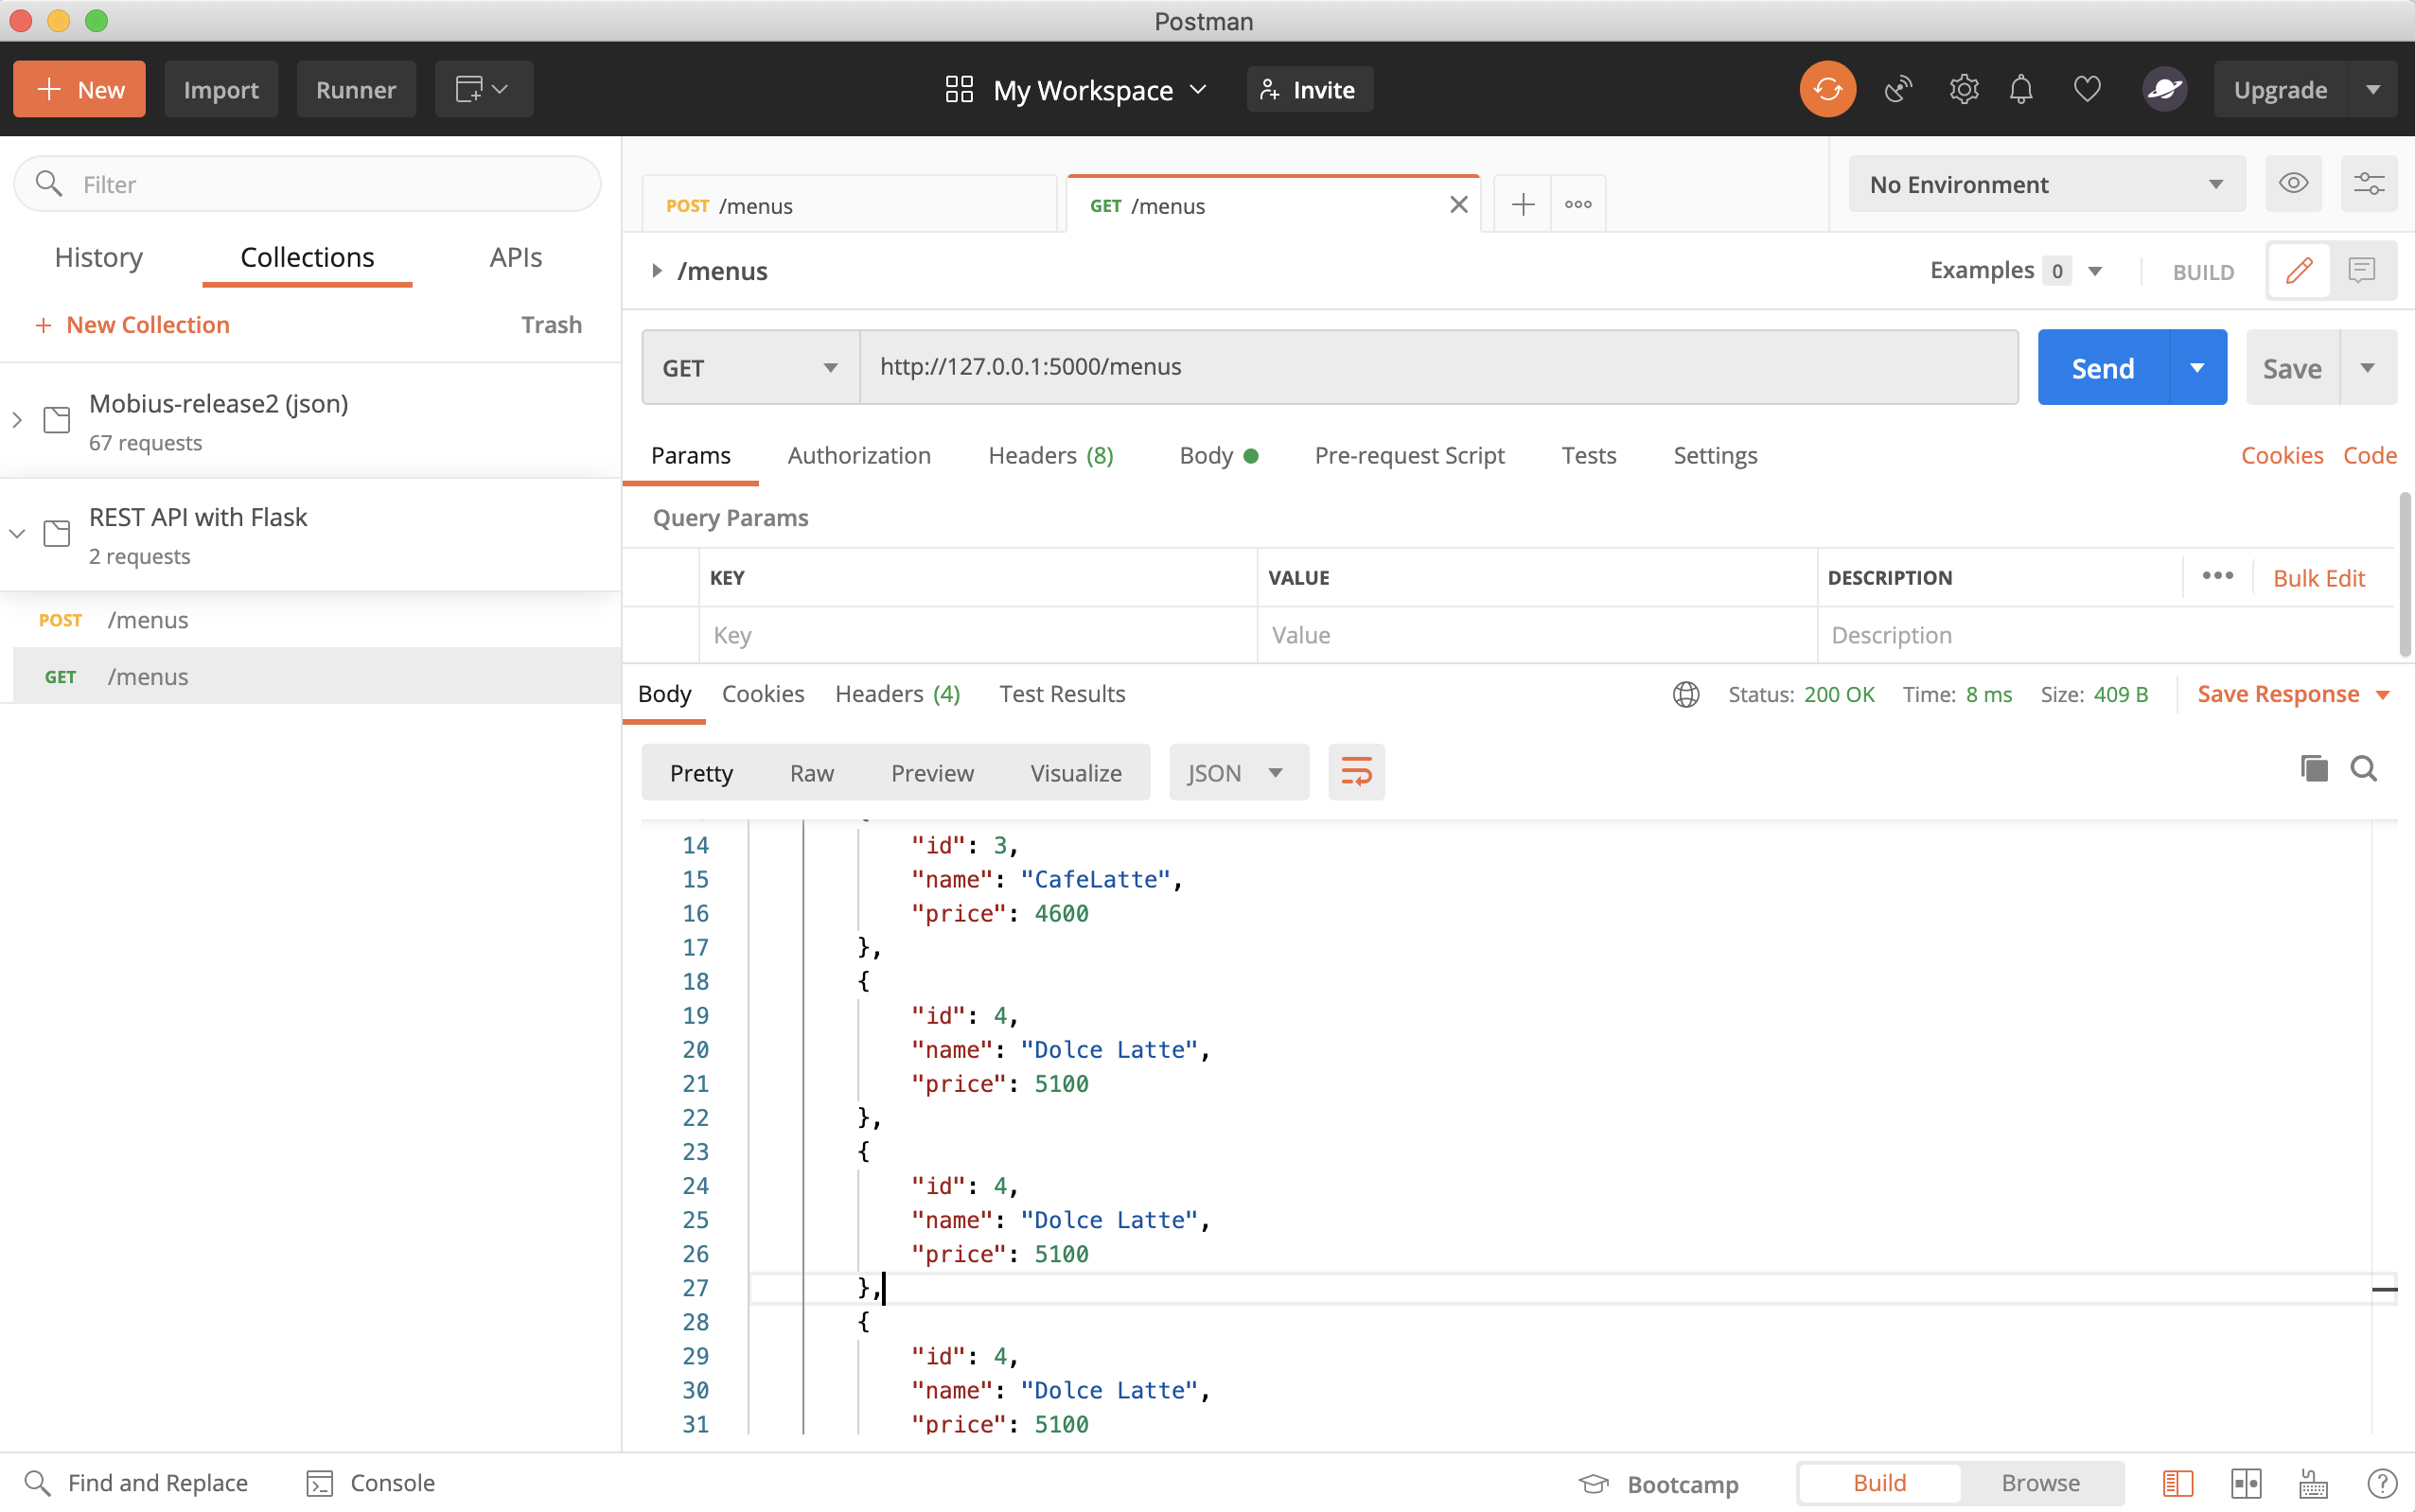 Postman
New
Import
Runner
My Workspace
Invite
Upgrade
Filter
History
Collections
APIs
+ New Collection
Trash
Mobius-release2 (json)
67 requests
REST API with Flask
2 requests
POST /menus
GET /menus
POST /menus
GET /menus
No Environment
/menus
Examples 0
BUILD
GET
http://127.0.0.1:5000/menus
Send
Save
Params
Authorization
Headers (8)
Body
Pre-request Script
Tests
Settings
Cookies
Code
Query Params
KEY
VALUE
DESCRIPTION
Bulk Edit
Key
Value
Description
Body
Cookies
Headers (4)
Test Results
Status: 200 OK
Time: 8 ms
Size: 409 B
Save Response
Pretty
Raw
Preview
Visualize
JSON
14 "id": 3,
15 "name": "CafeLatte",
16 "price": 4600
17 },
18 {
19 "id": 4,
20 "name": "Dolce Latte",
21 "price": 5100
22 },
23 {
24 "id": 4,
25 "name": "Dolce Latte",
26 "price": 5100
27 },
28 {
29 "id": 4,
30 "name": "Dolce Latte",
31 "price": 5100
Find and Replace
Console
Bootcamp
Build
Browse